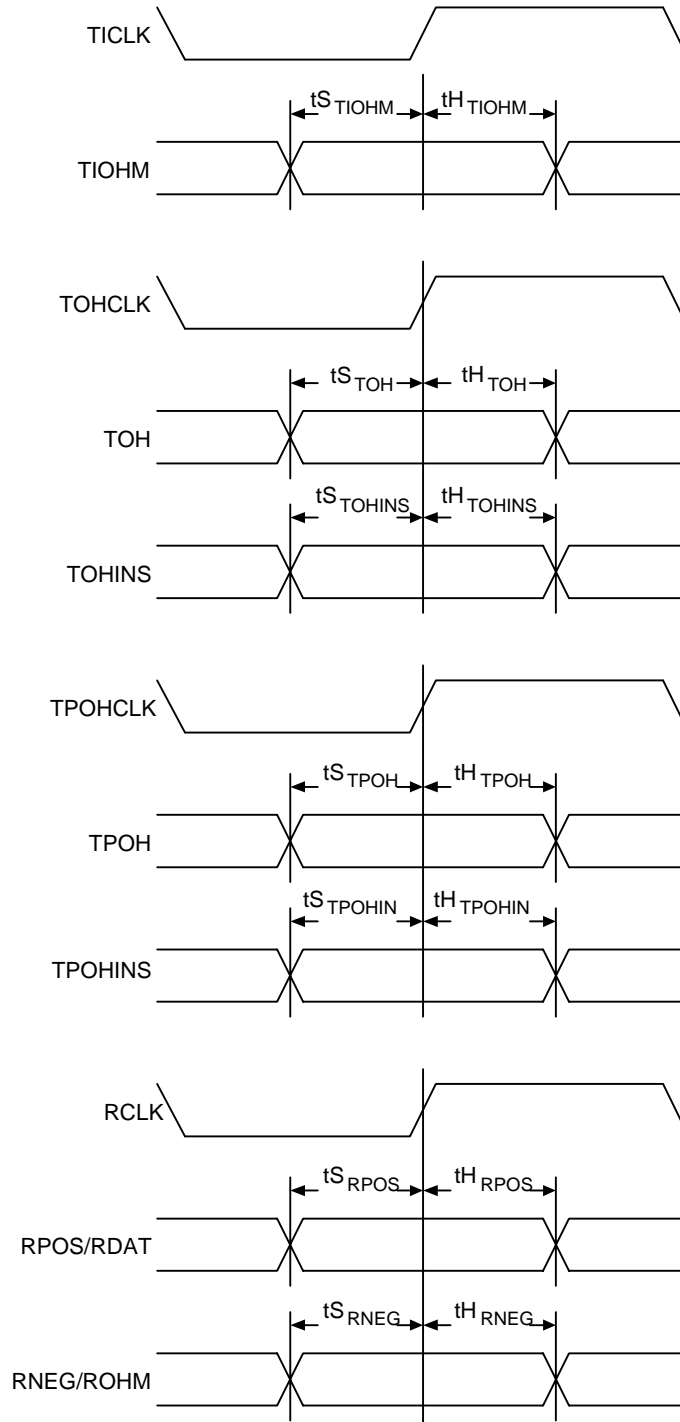 TICLK
tS TIOHM tH TIOHM
TIOHM
TOHCLK
tS TOH tH TOH
TOH
tS TOHINS tH TOHINS
TOHINS
TPOHCLK
tS TPOH tH TPOH
TPOH
tS TPOHIN tH TPOHIN
TPOHINS
RCLK
tS RPOS tH RPOS
RPOS/RDAT
tS RNEG tH RNEG
RNEG/ROHM